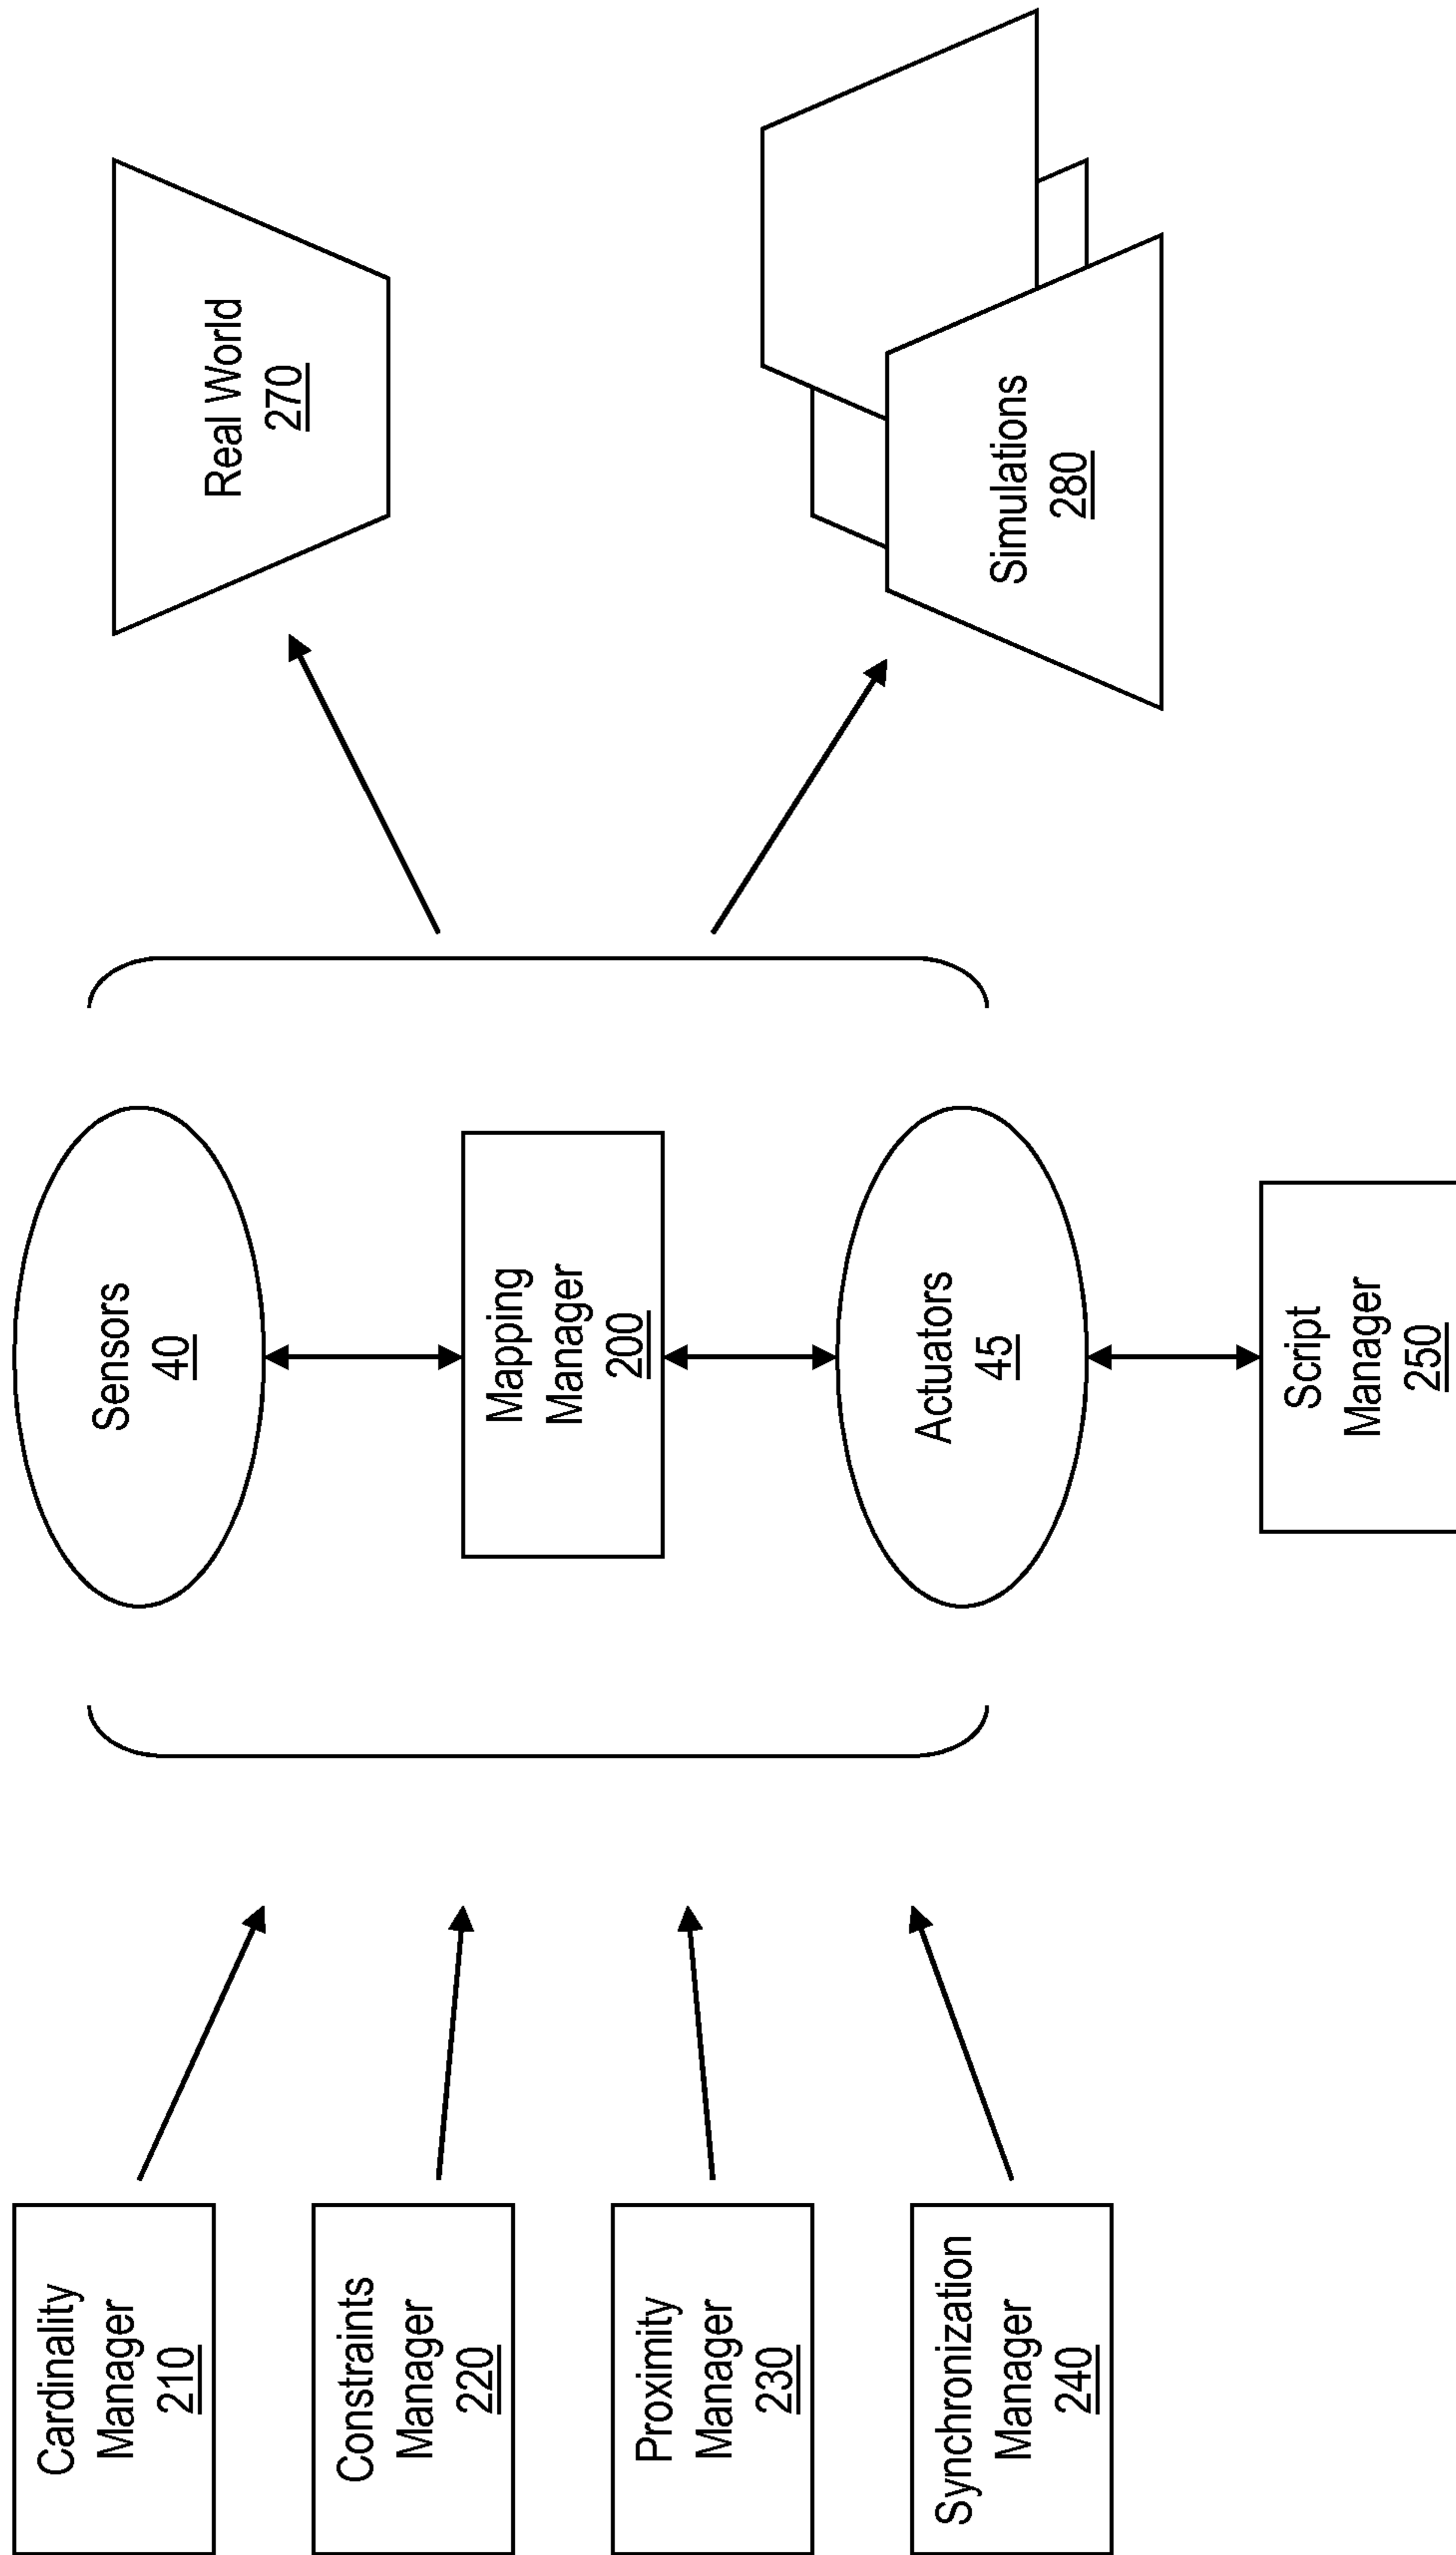 Cardinality
Manager
210
Constraints
Manager
220
Proximity
Manager
230
Synchronization
Manager
240
Sensors
40
Mapping
Manager
200
Actuators
45
Script
Manager
250
Real World
270
Simulations
280